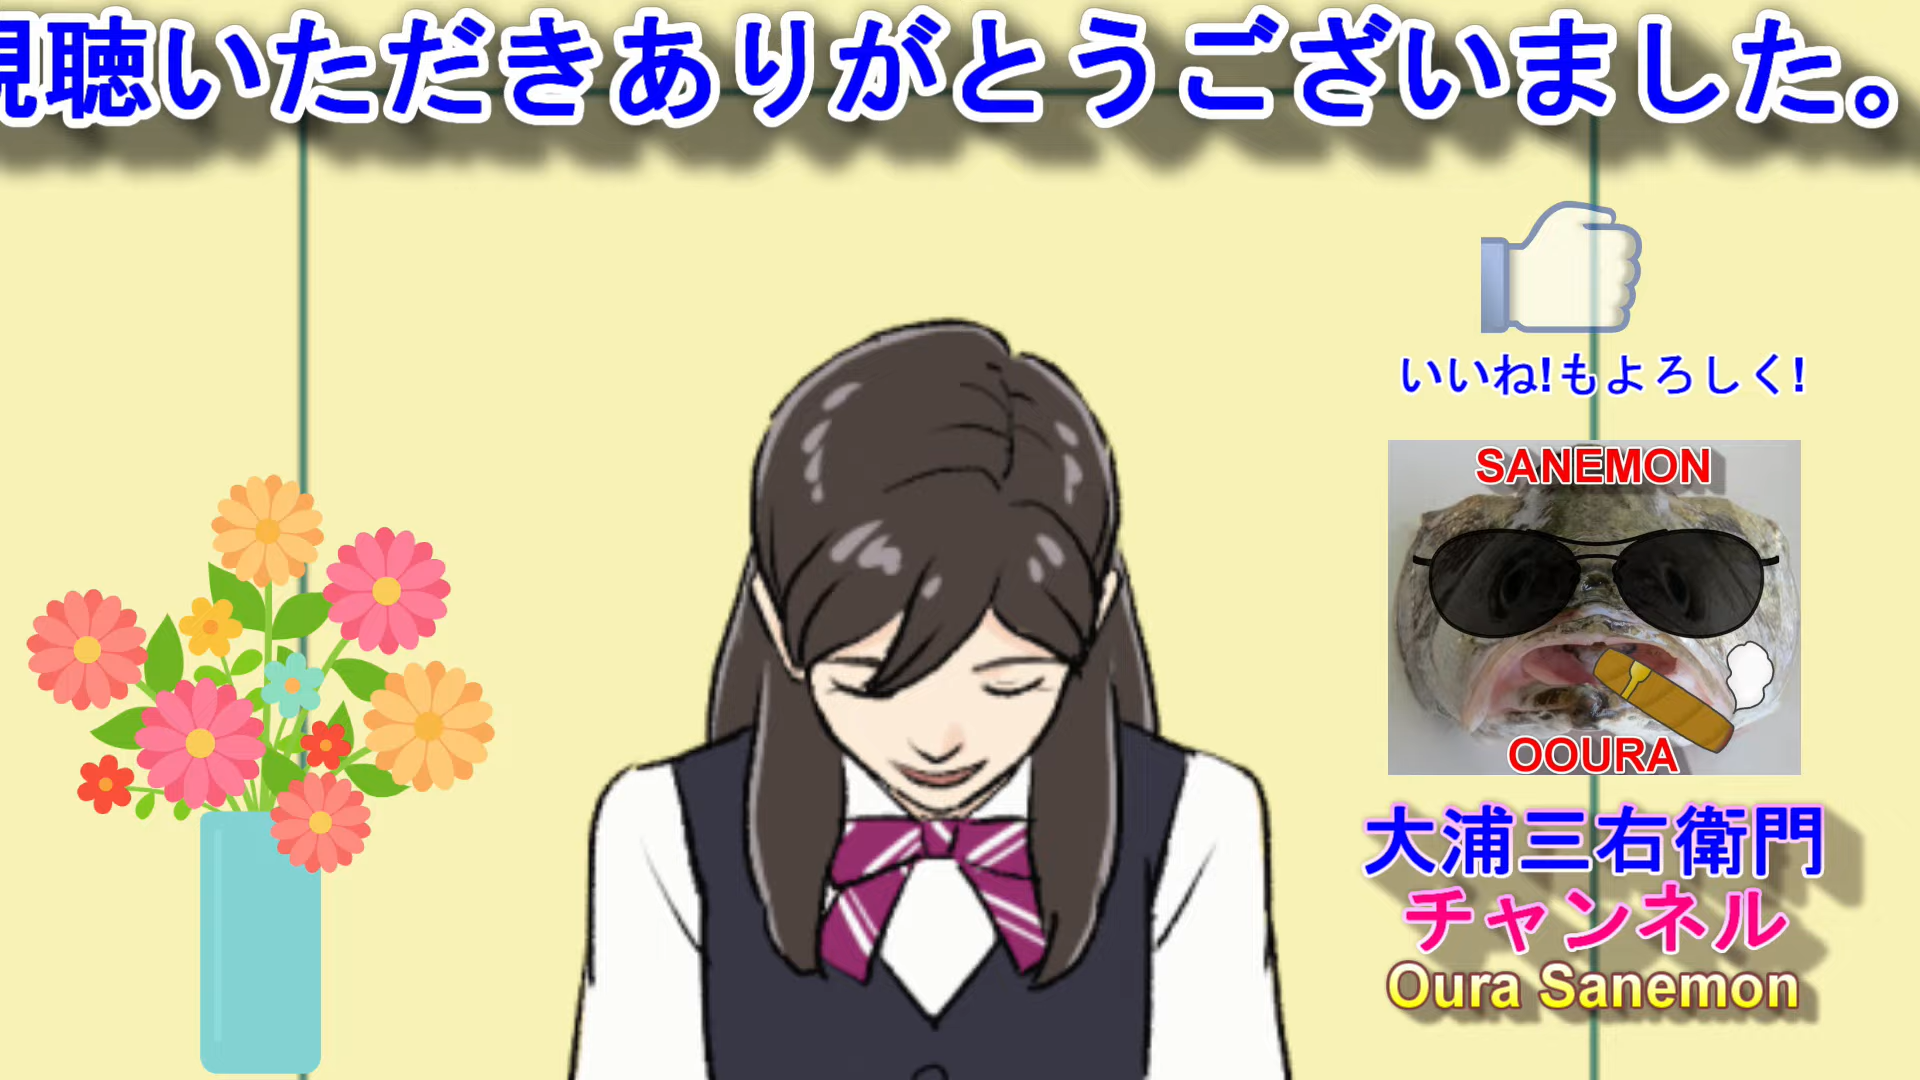 視聴いただきありがとうございました。
いいね!もよろしく!
SANEMON
OOURA
大浦三右衛門
チャンネル
Oura Sanemon